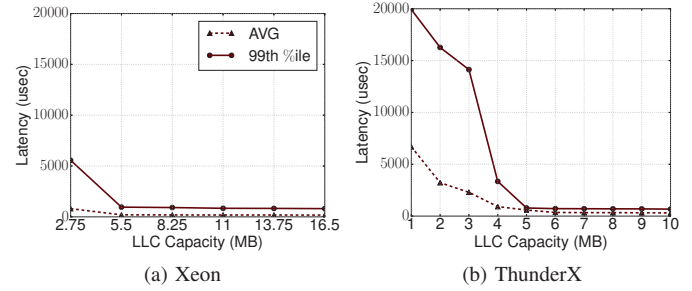 20000
15000
10000
5000
0
Latency (usec)
AVG
99th %ile
2.75 5.5 8.25 11 13.75 16.5
LLC Capacity (MB)
(a) Xeon
20000
15000
10000
5000
0
Latency (usec)
1 2 3 4 5 6 7 8 9 10
LLC Capacity (MB)
(b) ThunderX